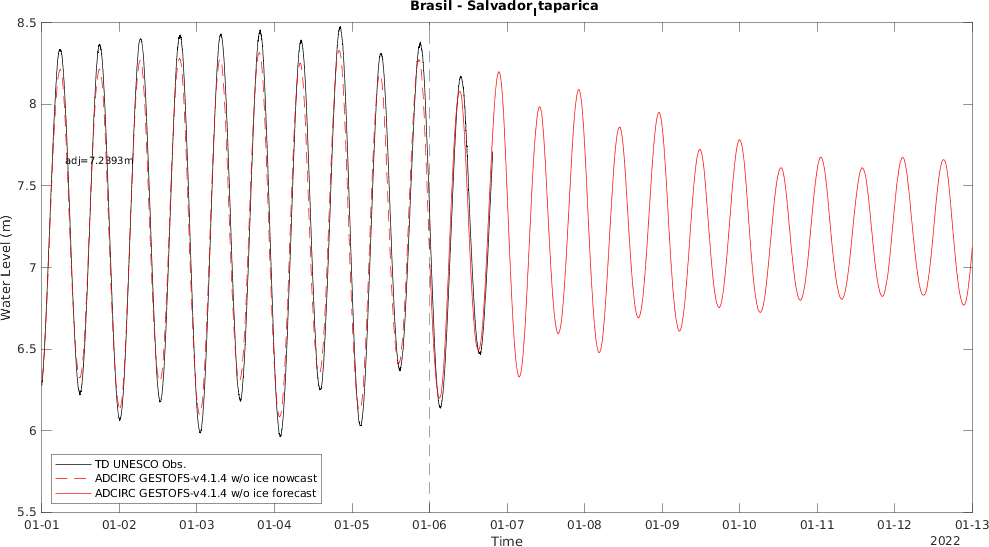 Brasil - Salvador_Itaparica
8.5
8
7.5
7
6.5
6
5.5
Water Level (m)
adj=7.2393m
TD UNESCO Obs.
ADCIRC GESTOFS-v4.1.4 w/o ice nowcast
ADCIRC GESTOFS-v4.1.4 w/o ice forecast
01-01 01-02 01-03 01-04 01-05 01-06 01-07 01-08 01-09 01-10 01-11 01-12 01-13
Time
2022